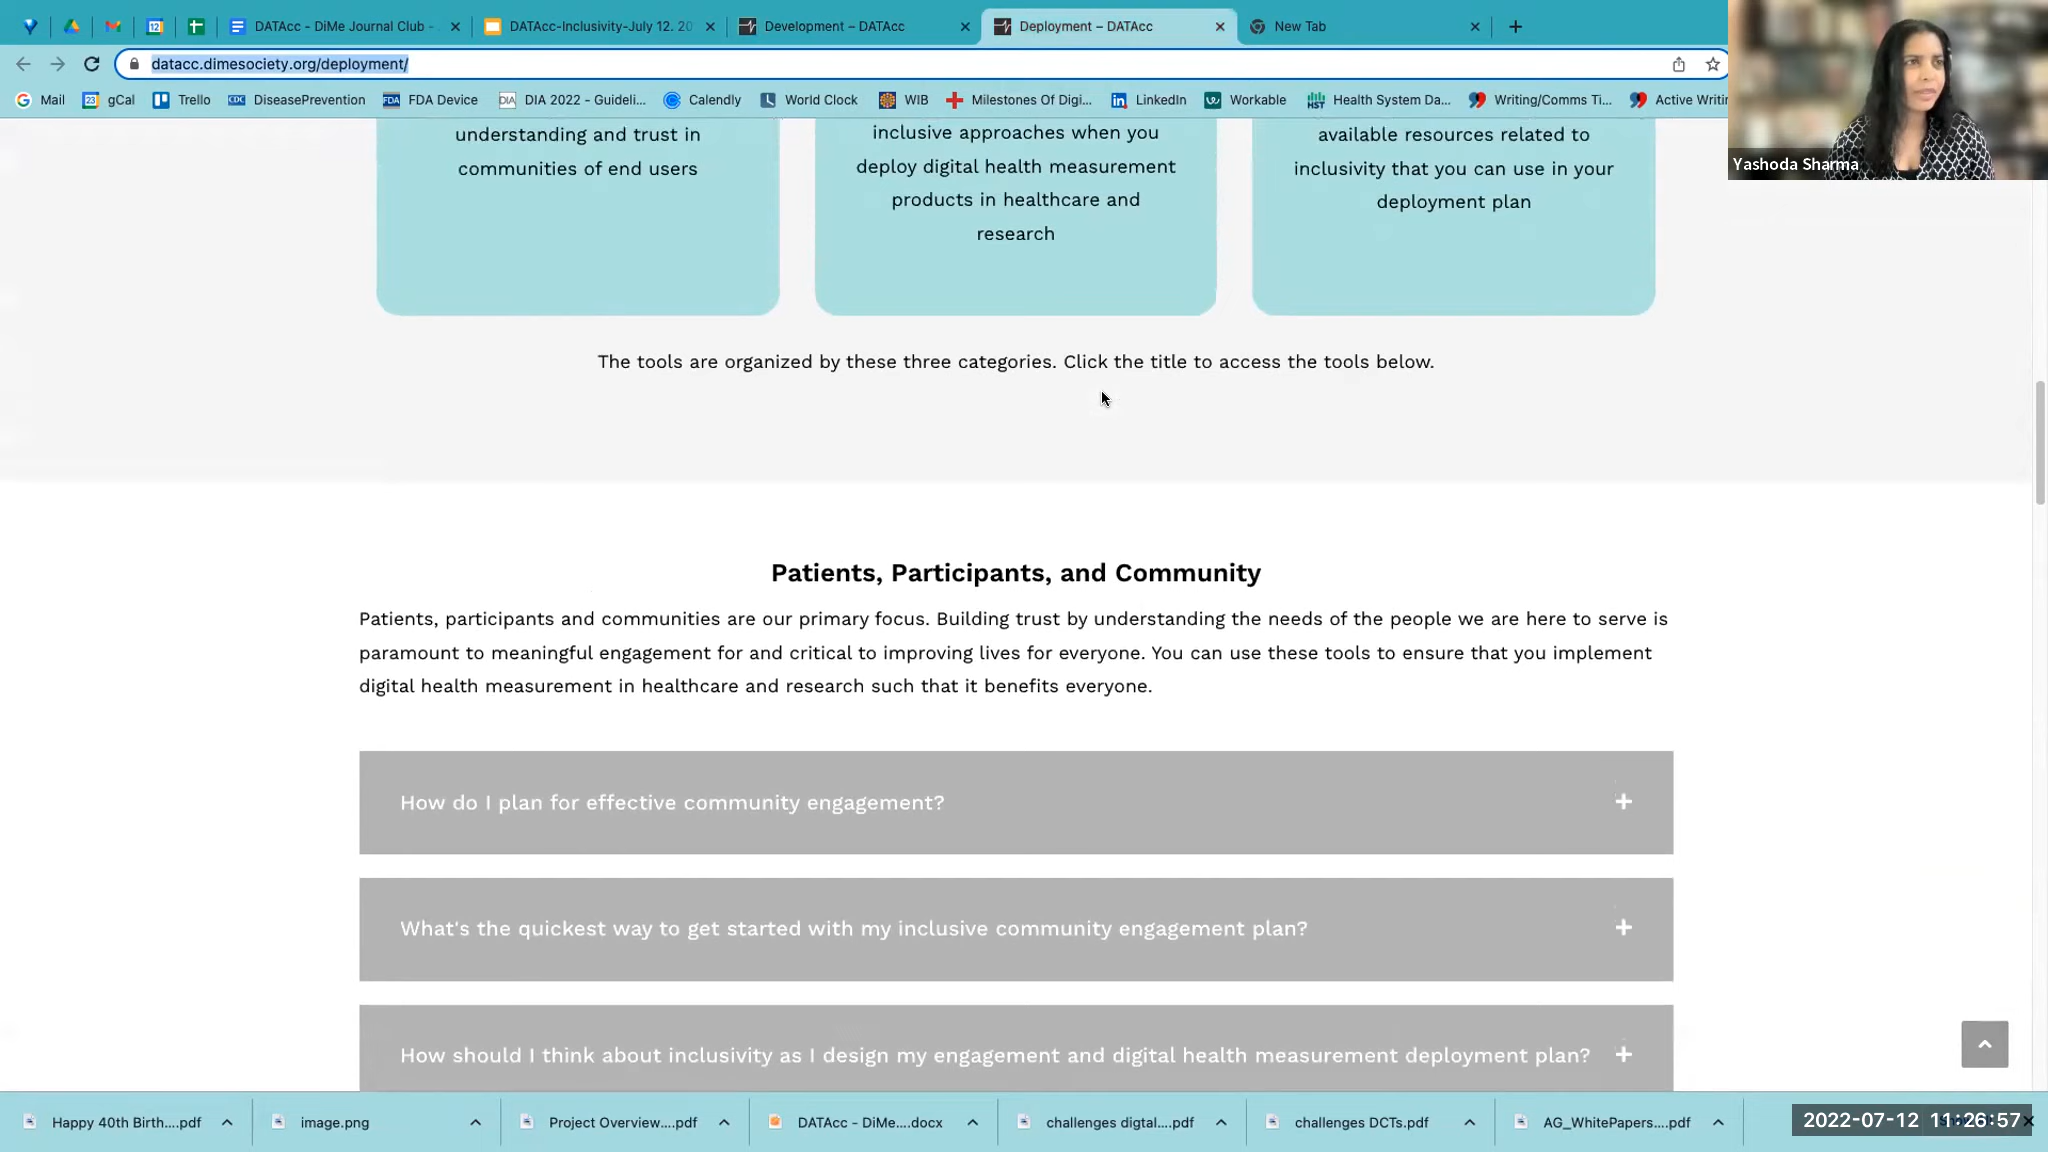 DATAcc - DiMe Journal Club -
DATAcc-Inclusivity-July 12. 20
Development – DATAcc
Deployment – DATAcc
New Tab
datacc.dimesociety.org/deployment/
Mail
gCal
Trello
DiseasePrevention
FDA Device
DIA 2022 - Guideli...
Calendly
World Clock
WIB
Milestones Of Digi...
LinkedIn
Workable
Health System Da...
Writing/Comms Ti...
Active Writin
Yashoda Sharma
understanding and trust in
communities of end users
inclusive approaches when you
deploy digital health measurement
products in healthcare and
research
available resources related to
inclusivity that you can use in your
deployment plan
The tools are organized by these three categories. Click the title to access the tools below.
Patients, Participants, and Community
Patients, participants and communities are our primary focus. Building trust by understanding the needs of the people we are here to serve is
paramount to meaningful engagement for and critical to improving lives for everyone. You can use these tools to ensure that you implement
digital health measurement in healthcare and research such that it benefits everyone.
How do I plan for effective community engagement?
What's the quickest way to get started with my inclusive community engagement plan?
How should I think about inclusivity as I design my engagement and digital health measurement deployment plan?
Happy 40th Birth....pdf
image.png
Project Overview....pdf
DATAcc - DiMe....docx
challenges digtal....pdf
challenges DCTs.pdf
AG_WhitePapers....pdf
2022-07-12 11:26:57